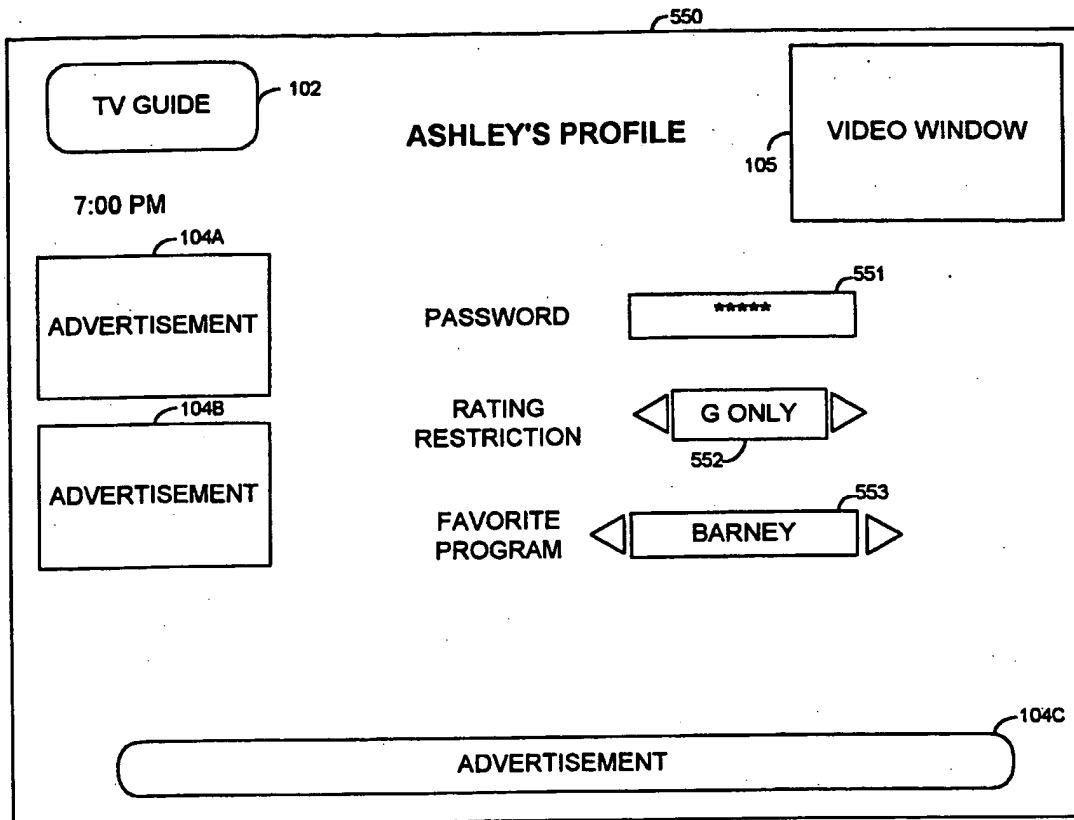 550
TV GUIDE
102
ASHLEY'S PROFILE
VIDEO WINDOW
105
7:00 PM
104A
ADVERTISEMENT
551
PASSWORD
*****
104B
ADVERTISEMENT
RATING
RESTRICTION
G ONLY
552
553
FAVORITE
PROGRAM
BARNEY
104C
ADVERTISEMENT